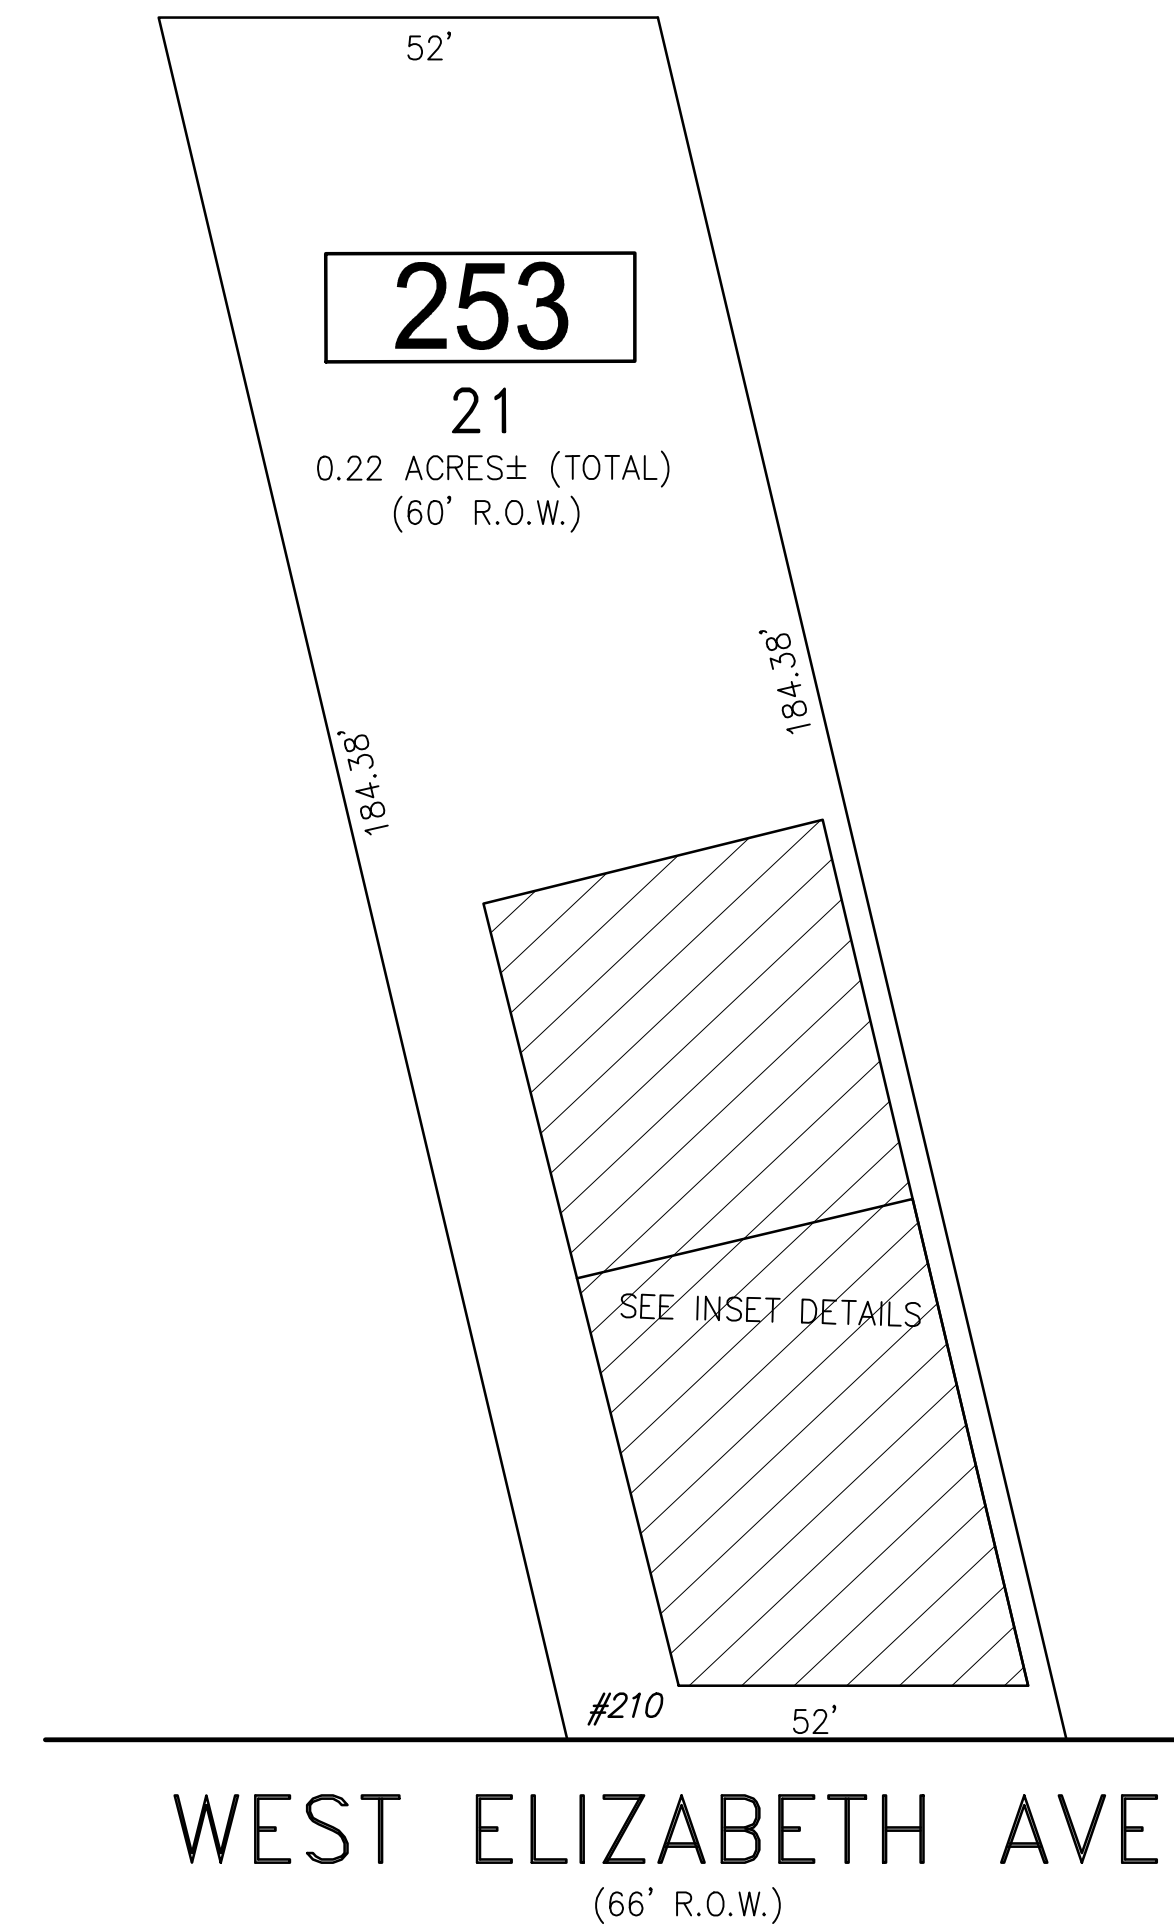 52'
253
21
0.22 ACRES± (TOTAL)
(60' R.O.W.)
184.38'
184.38'
SEE INSET DETAILS
#210
52'
WEST ELIZABETH AVE
(66' R.O.W.)